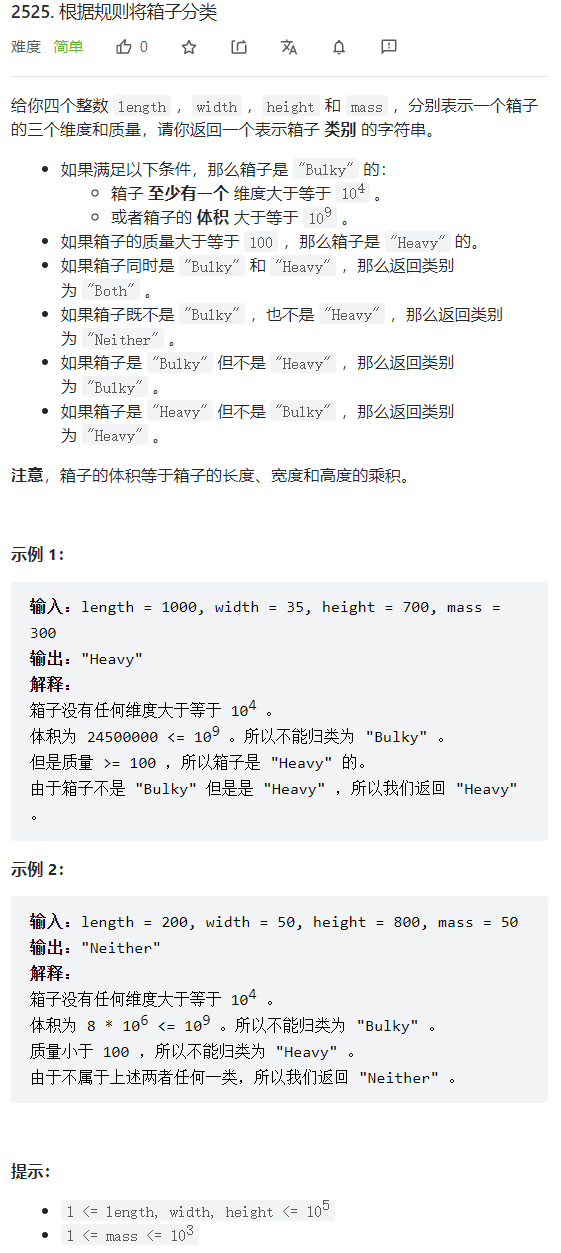 2525. 根据规则将箱子分类
难度 简单 0
给你四个整数 length ，width ，height 和 mass ，分别表示一个箱子
的三个维度和质量，请你返回一个表示箱子 类别 的字符串。
如果满足以下条件，那么箱子是 "Bulky" 的：
箱子 至少有一个 维度大于等于 10⁴ 。
或者箱子的 体积 大于等于 10⁹ 。
如果箱子的质量大于等于 100 ，那么箱子是 "Heavy" 的。
如果箱子同时是 "Bulky" 和 "Heavy" ，那么返回类别
为 "Both" 。
如果箱子既不是 "Bulky" ，也不是 "Heavy" ，那么返回类别
为 "Neither" 。
如果箱子是 "Bulky" 但不是 "Heavy" ，那么返回类别
为 "Bulky" 。
如果箱子是 "Heavy" 但不是 "Bulky" ，那么返回类别
为 "Heavy" 。
注意，箱子的体积等于箱子的长度、宽度和高度的乘积。
示例 1：
输入：length = 1000, width = 35, height = 700, mass =
300
输出："Heavy"
解释：
箱子没有任何维度大于等于 10⁴ 。
体积为 24500000 <= 10⁹ 。所以不能归类为 "Bulky" 。
但是质量 >= 100 ，所以箱子是 "Heavy" 的。
由于箱子不是 "Bulky" 但是是 "Heavy" ，所以我们返回 "Heavy"
。
示例 2：
输入：length = 200, width = 50, height = 800, mass = 50
输出："Neither"
解释：
箱子没有任何维度大于等于 10⁴ 。
体积为 8 * 10⁶ <= 10⁹ 。所以不能归类为 "Bulky" 。
质量小于 100 ，所以不能归类为 "Heavy" 。
由于不属于上述两者任何一类，所以我们返回 "Neither" 。
提示：
1 <= length, width, height <= 10⁵
1 <= mass <= 10³